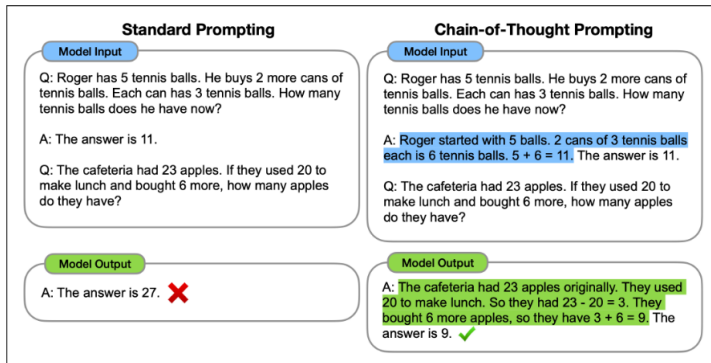 Standard Prompting
Model Input
Q: Roger has 5 tennis balls. He buys 2 more cans of
tennis balls. Each can has 3 tennis balls. How many
tennis balls does he have now?
A: The answer is 11.
Q: The cafeteria had 23 apples. If they used 20 to
make lunch and bought 6 more, how many apples
do they have?
Model Output
A: The answer is 27.
Chain-of-Thought Prompting
Model Input
Q: Roger has 5 tennis balls. He buys 2 more cans of
tennis balls. Each can has 3 tennis balls. How many
tennis balls does he have now?
A: Roger started with 5 balls. 2 cans of 3 tennis balls
each is 6 tennis balls. 5 + 6 = 11. The answer is 11.
Q: The cafeteria had 23 apples. If they used 20 to
make lunch and bought 6 more, how many apples
do they have?
Model Output
A: The cafeteria had 23 apples originally. They used
20 to make lunch. So they had 23 - 20 = 3. They
bought 6 more apples, so they have 3 + 6 = 9. The
answer is 9.